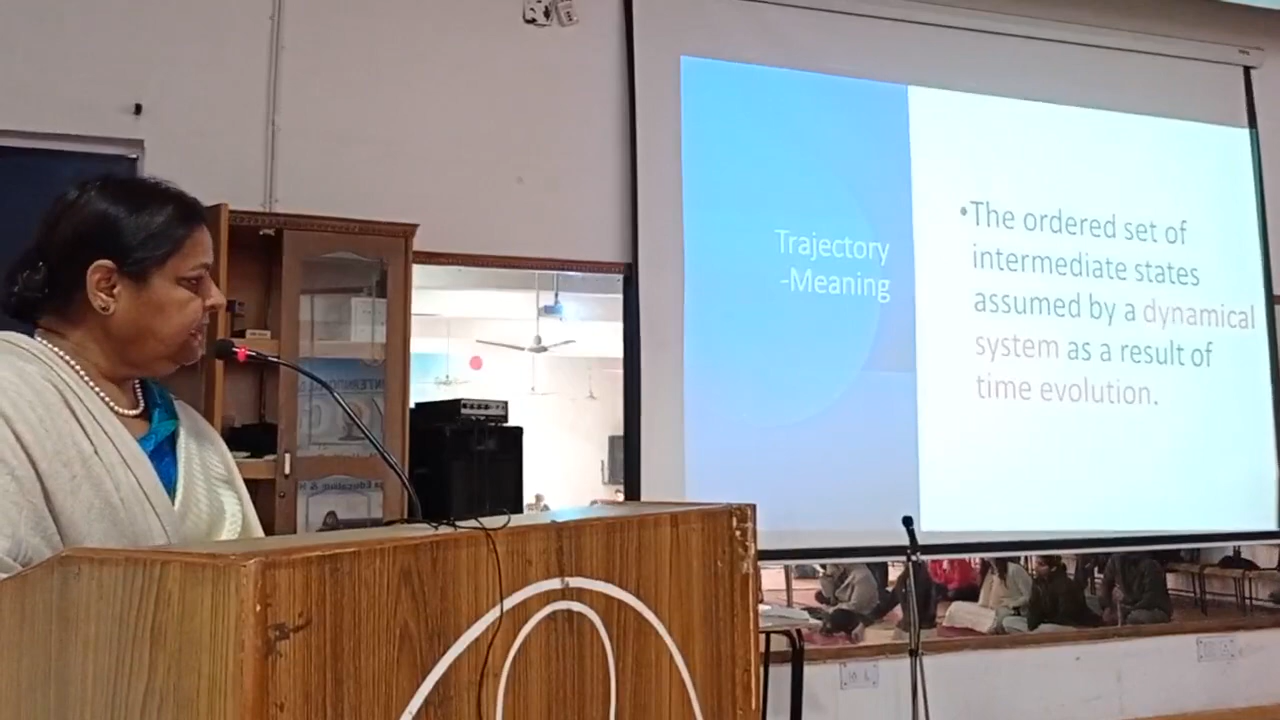 Trajectory
-Meaning
•The ordered set of
intermediate states
assumed by a dynamical
system as a result of
time evolution.